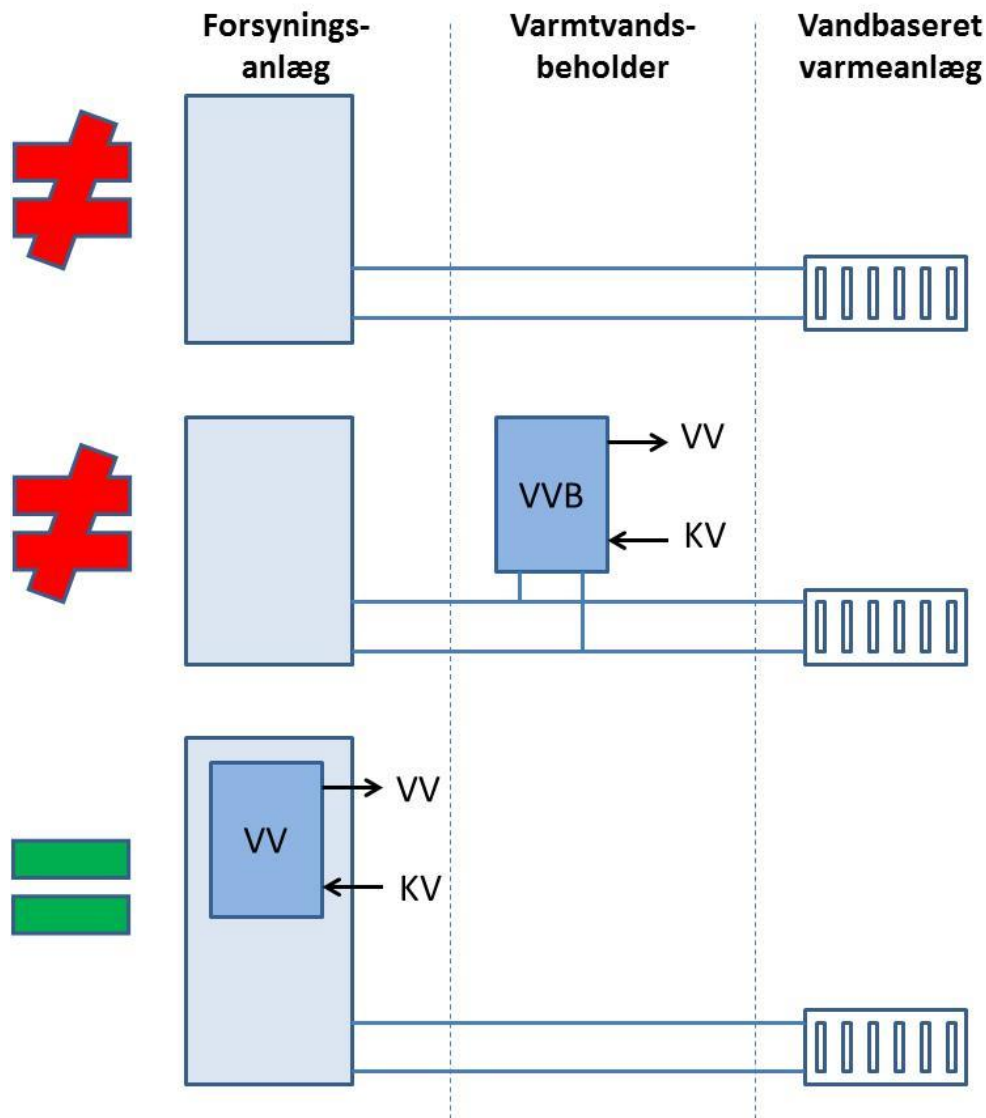 Forsynings-
anlæg
Varmtvands-
beholder
Vandbaseret
varmeanlæg
VV
VVB
KV
VV
VV
KV